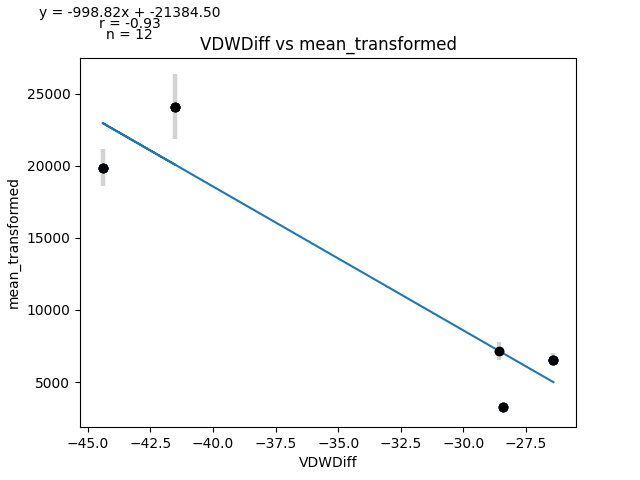 y = -998.82x + -21384.50
r = -0.93
n = 12
VDWDiff vs mean_transformed
mean_transformed
25000
20000
15000
10000
5000
−45.0 −42.5 −40.0 −37.5 −35.0 −32.5 −30.0 −27.5
VDWDiff